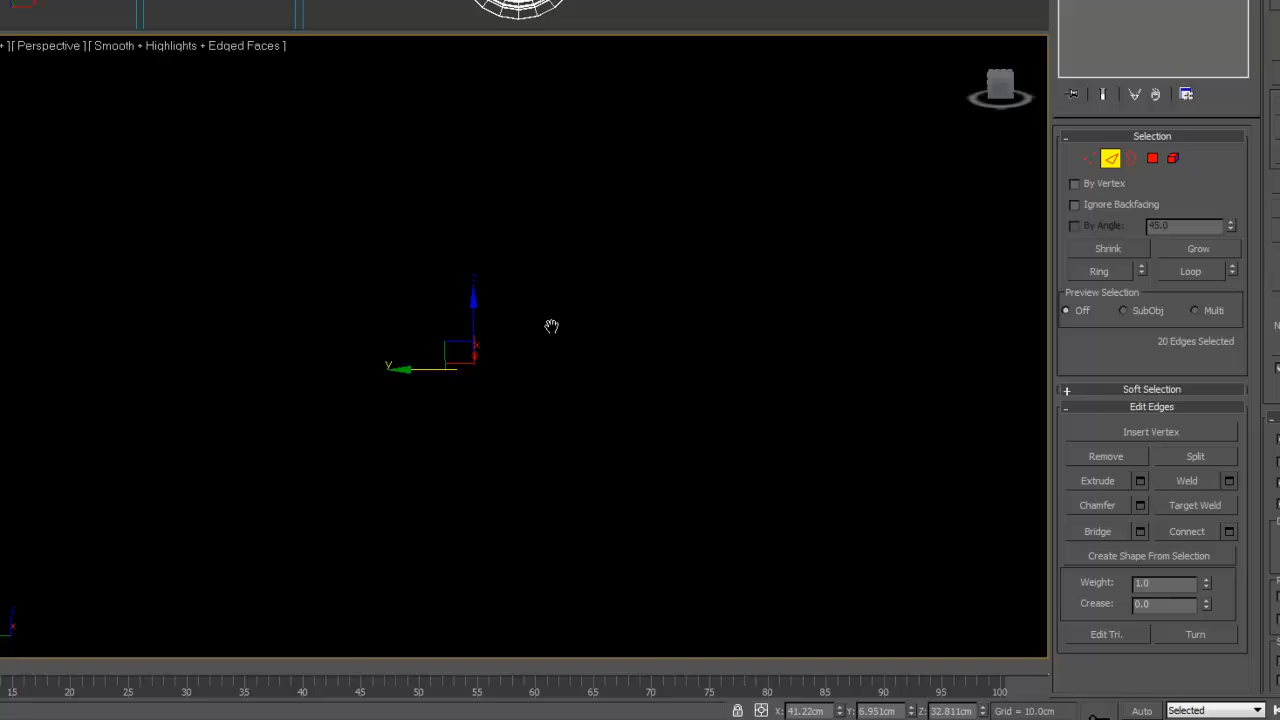 + ][ Perspective ][ Smooth + Highlights + Edged Faces ]
Selection
By Vertex
Ignore Backfacing
By Angle: 45.0
Shrink Grow
Ring Loop
Preview Selection
Off SubObj Multi
20 Edges Selected
+ Soft Selection
- Edit Edges
Insert Vertex
Remove Split
Extrude Weld
Chamfer Target Weld
Bridge Connect
Create Shape From Selection
Weight: 1.0
Crease: 0.0
Edit Tri. Turn
y
x
z
x
15 20 25 30 35 40 45 50 55 60 65 70 75 80 85 90 95 100
X: 41.22cm Y: 6.951cm Z: 32.811cm Grid = 10.0cm Auto Selected